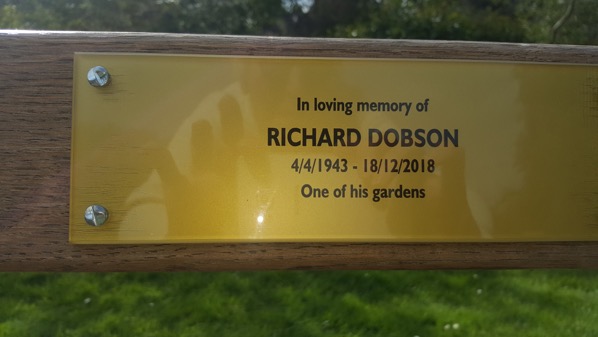 In loving memory of
RICHARD DOBSON
4/4/1943 - 18/12/2018
One of his gardens